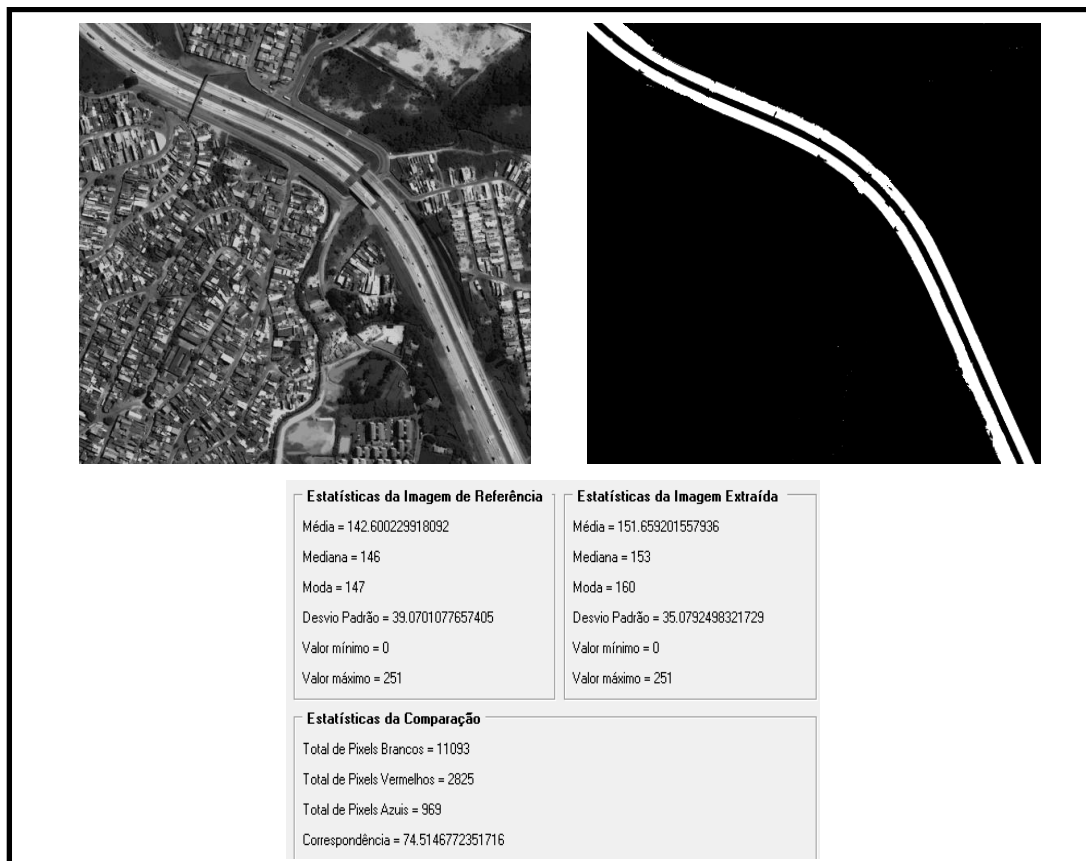 Estatísticas da Imagem de Referência
Média = 142.600229918092
Mediana = 146
Moda = 147
Desvio Padrão = 39.0701077657405
Valor mínimo = 0
Valor máximo = 251
Estatísticas da Imagem Extraída
Média = 151.659201557936
Mediana = 153
Moda = 160
Desvio Padrão = 35.0792498321729
Valor mínimo = 0
Valor máximo = 251
Estatísticas da Comparação
Total de Pixels Brancos = 11093
Total de Pixels Vermelhos = 2825
Total de Pixels Azuis = 969
Correspondência = 74.5146772351716